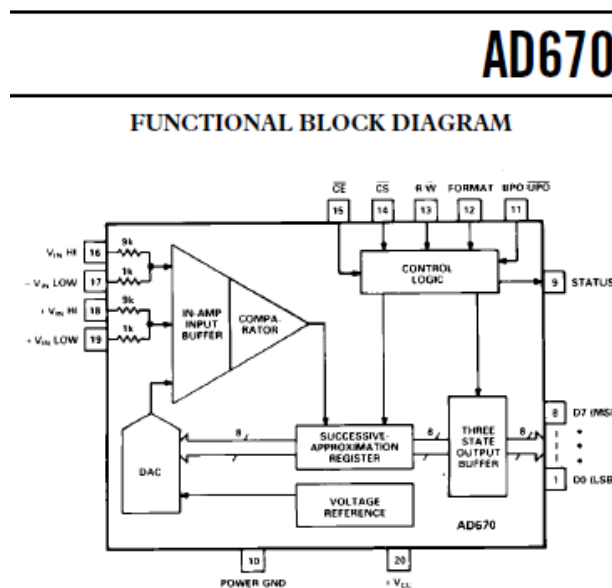 AD670
FUNCTIONAL BLOCK DIAGRAM
CE CS R/W FORMAT BPO/UPO
15 14 13 12 11
VIN HI 16 9k
- VIN LOW 17 1k
+ VIN HI 18 9k
+ VIN LOW 19 1k
IN-AMP
INPUT
BUFFER
COMPA-
RATOR
CONTROL
LOGIC
9 STATUS
DAC
8
SUCCESSIVE-
APPROXIMATION
REGISTER
8
THREE
STATE
OUTPUT
BUFFER
8
8 D7 (MS
1 D0 (LSB
VOLTAGE
REFERENCE
AD670
10
POWER GND
20
+ VCC